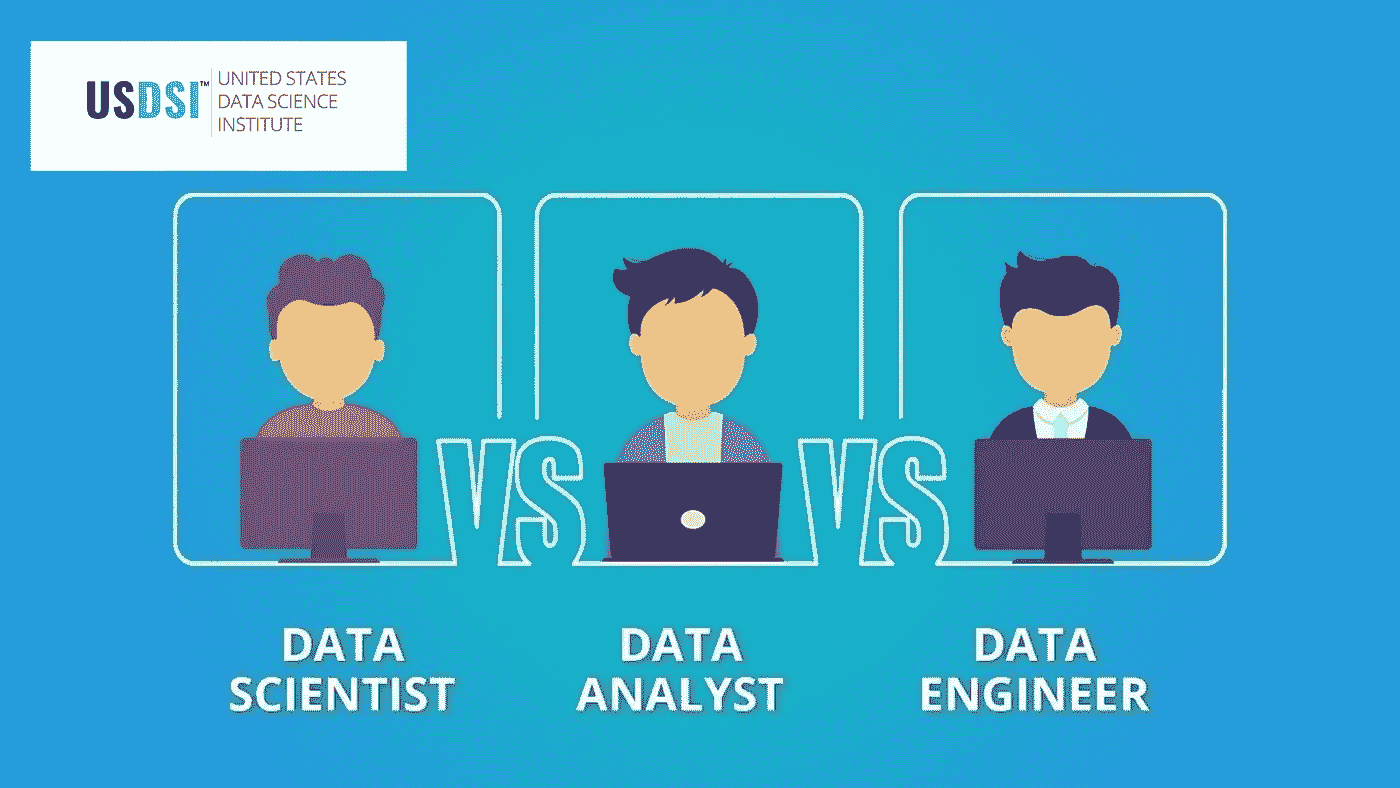 USDSI™
UNITED STATES
DATA SCIENCE
INSTITUTE
VS
VS
DATA
SCIENTIST
DATA
ANALYST
DATA
ENGINEER